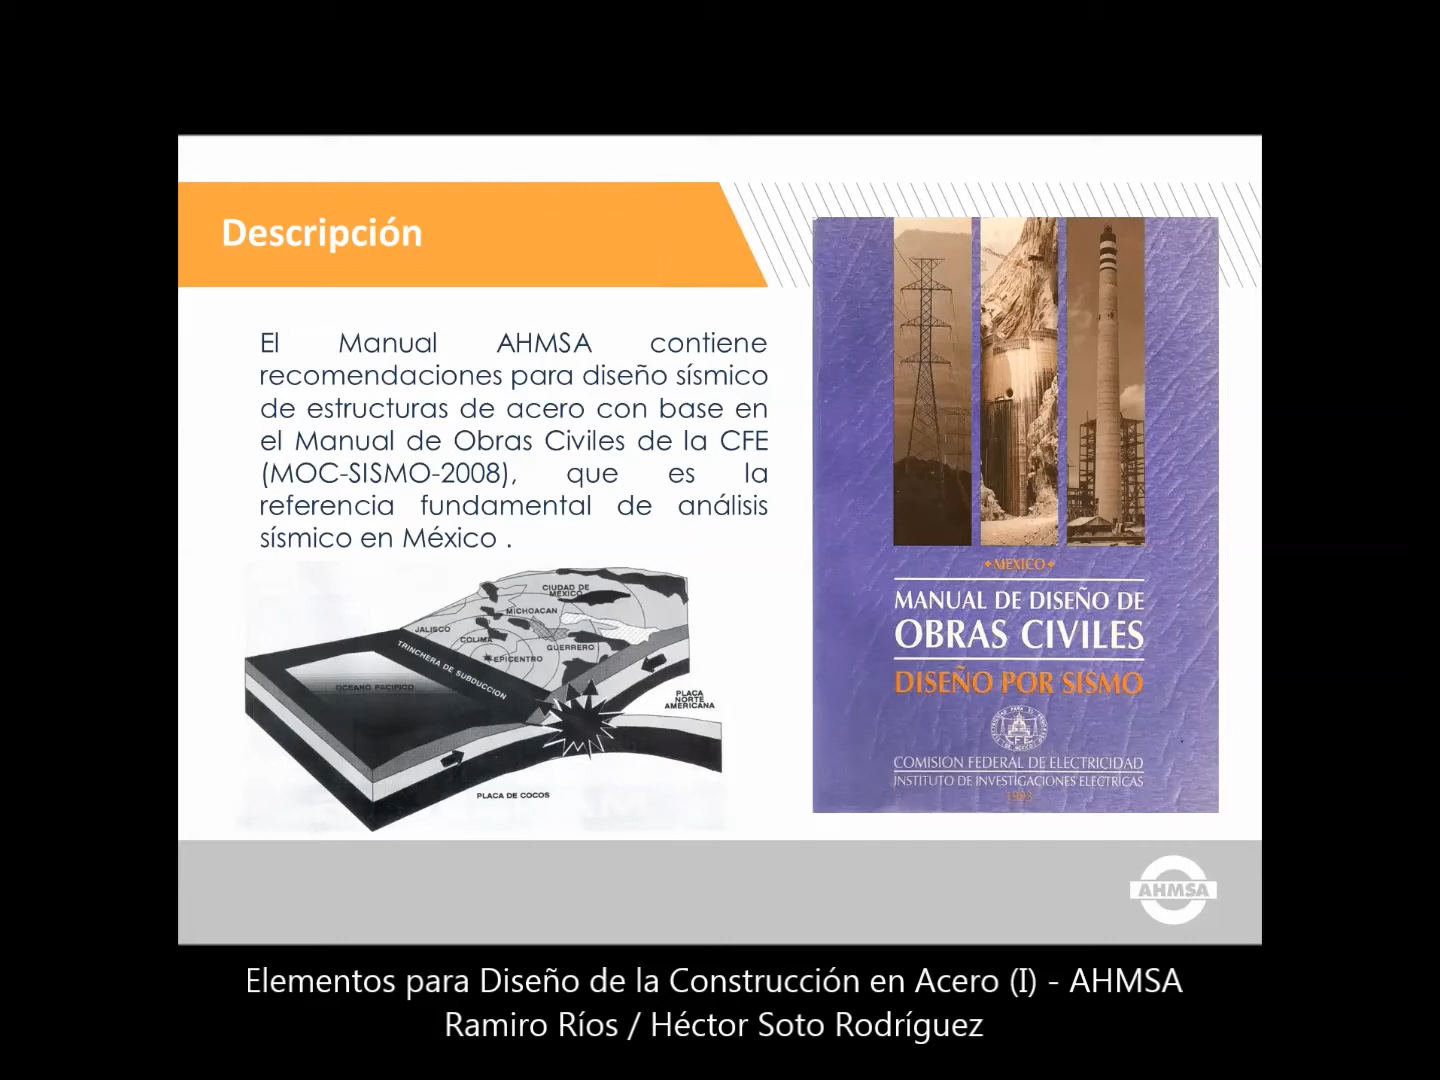 Descripción
El Manual AHMSA contiene
recomendaciones para diseño sísmico
de estructuras de acero con base en
el Manual de Obras Civiles de la CFE
(MOC-SISMO-2008), que es la
referencia fundamental de análisis
sísmico en México .
CIUDAD DE
MEXICO
MICHOACAN
JALISCO
COLIMA
GUERRERO
EPICENTRO
TRINCHERA DE SUBDUCCION
OCEANO PACIFICO
PLACA
NORTE
AMERICANA
PLACA DE COCOS
MEXICO
MANUAL DE DISEÑO DE
OBRAS CIVILES
DISEÑO POR SISMO
CFE
COMISION FEDERAL DE ELECTRICIDAD
INSTITUTO DE INVESTIGACIONES ELECTRICAS
1993
AHMSA
Elementos para Diseño de la Construcción en Acero (I) - AHMSA
Ramiro Ríos / Héctor Soto Rodríguez